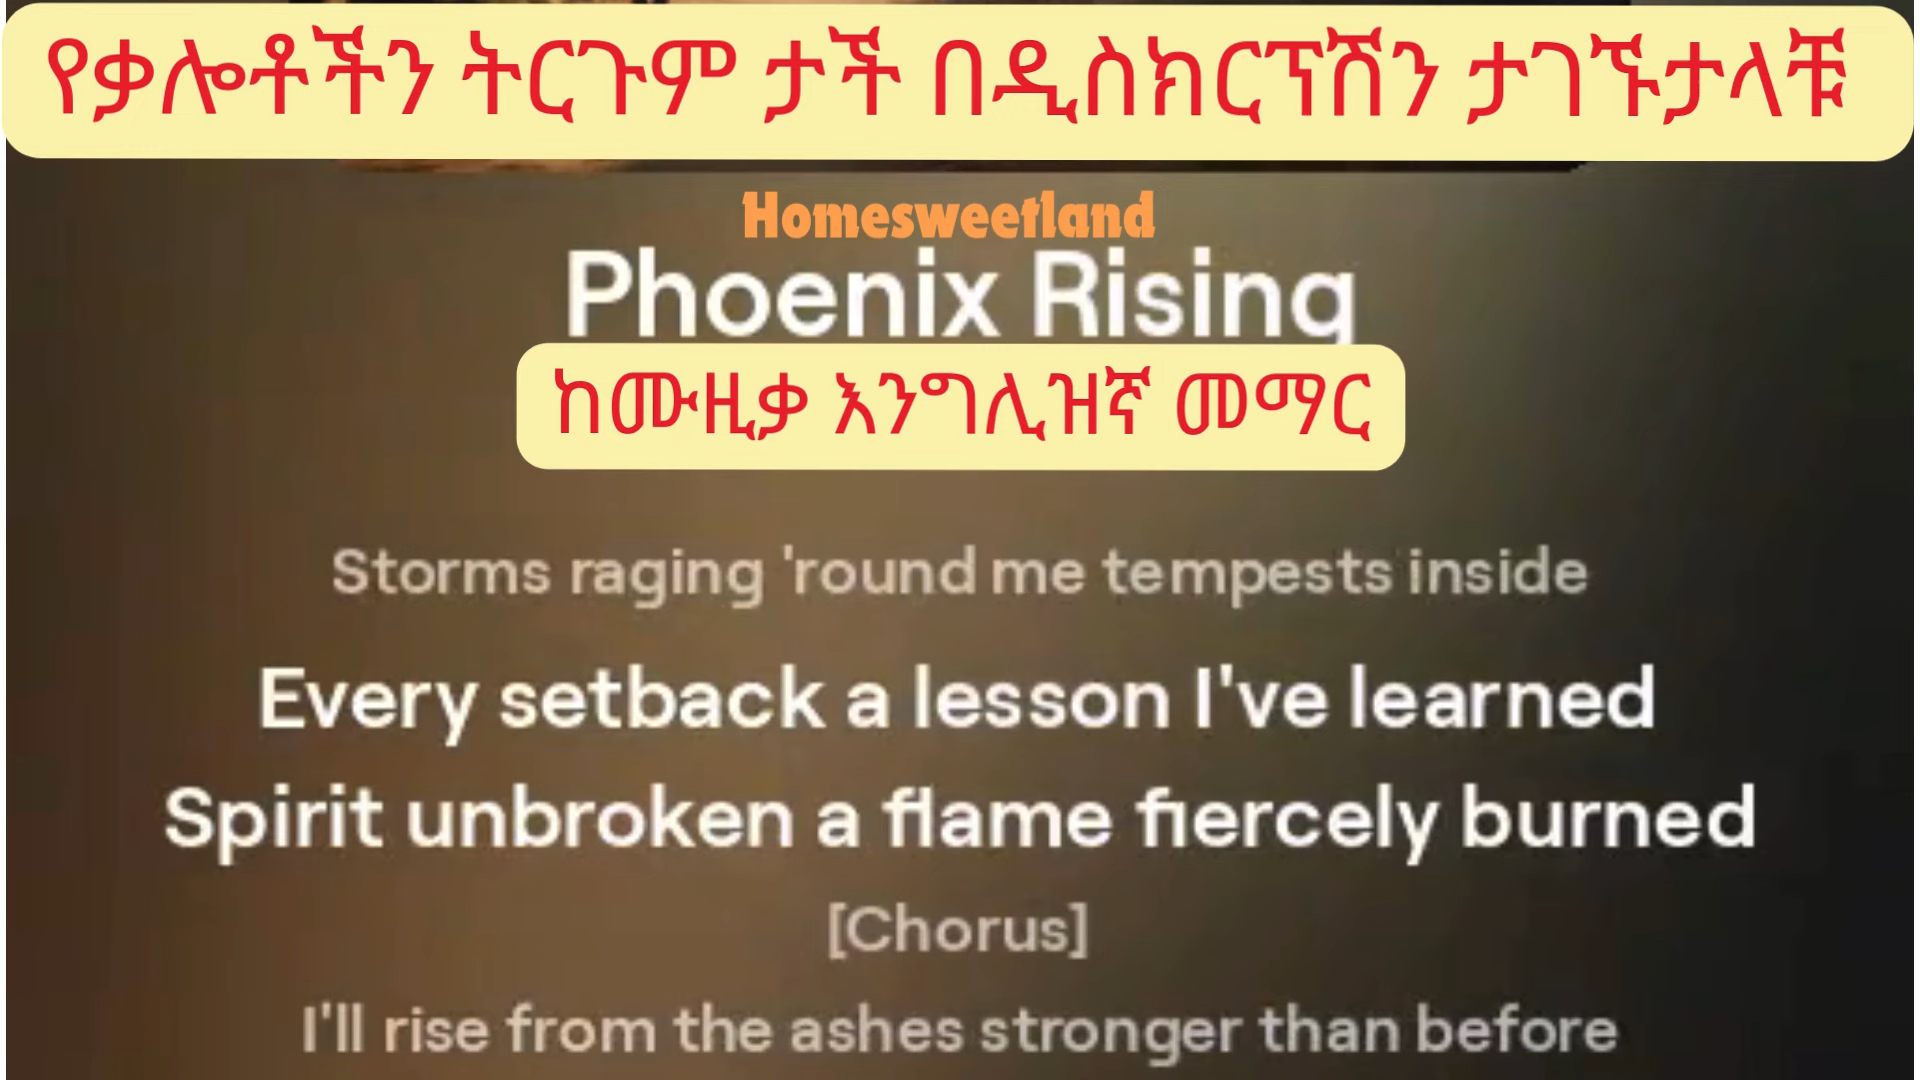 የቃሎቶችን ትርጉም ታች በዲስክርፕሽን ታገኙታላቹ
Homesweetland
Phoenix Rising
ከሙዚቃ እንግሊዝኛ መማር
Storms raging 'round me tempests inside
Every setback a lesson I've learned
Spirit unbroken a flame fiercely burned
[Chorus]
I'll rise from the ashes stronger than before